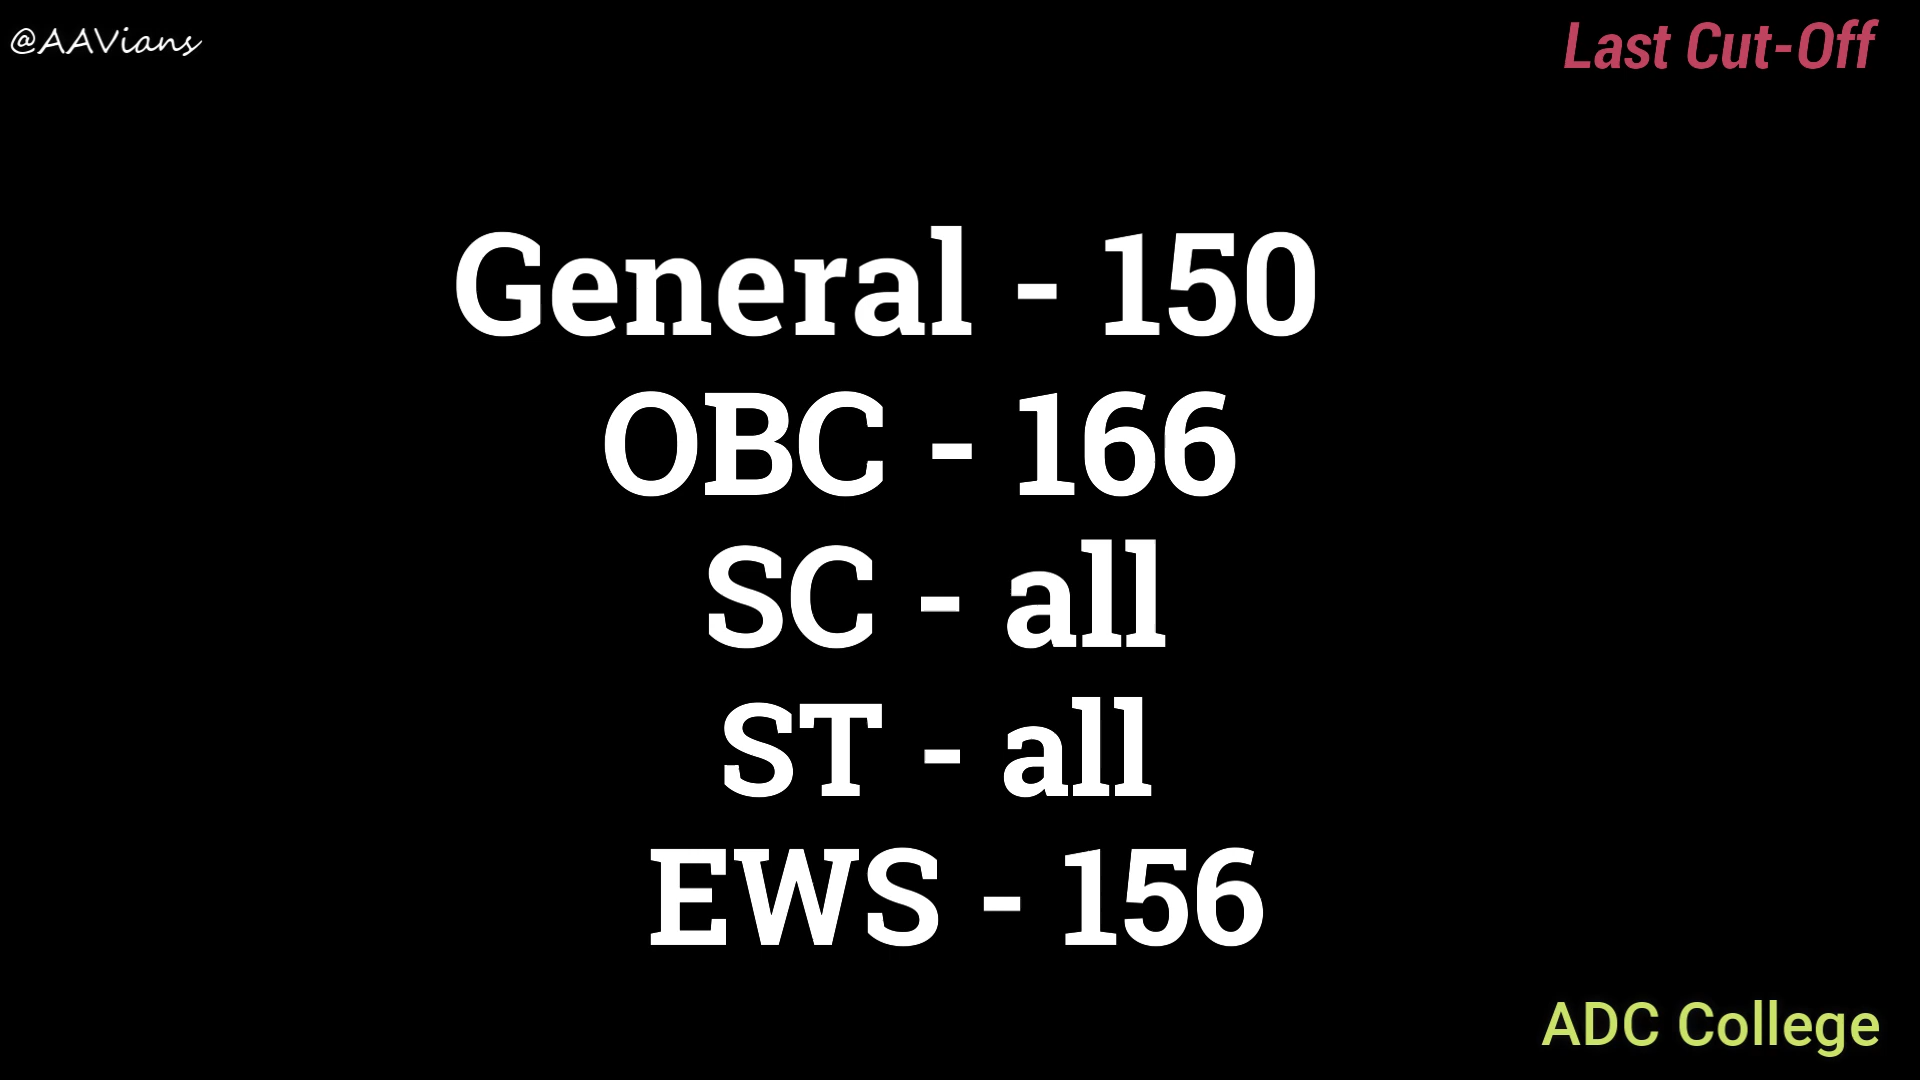 @AAVians
Last Cut-Off
General - 150
OBC - 166
SC - all
ST - all
EWS - 156
ADC College